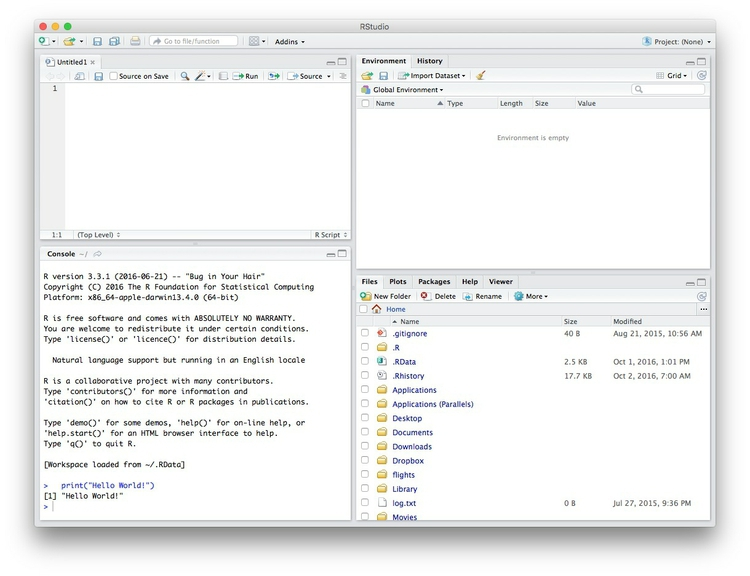 RStudio
Go to file/function
Addins
Project: (None)
Untitled1
Source on Save
Run
Source
1
1:1
(Top Level)
R Script
Console ~/
R version 3.3.1 (2016-06-21) -- "Bug in Your Hair"
Copyright (C) 2016 The R Foundation for Statistical Computing
Platform: x86_64-apple-darwin13.4.0 (64-bit)
R is free software and comes with ABSOLUTELY NO WARRANTY.
You are welcome to redistribute it under certain conditions.
Type 'license()' or 'licence()' for distribution details.
Natural language support but running in an English locale
R is a collaborative project with many contributors.
Type 'contributors()' for more information and
'citation()' on how to cite R or R packages in publications.
Type 'demo()' for some demos, 'help()' for on-line help, or
'help.start()' for an HTML browser interface to help.
Type 'q()' to quit R.
[Workspace loaded from ~/.RData]
> print("Hello World!")
[1] "Hello World!"
>
Environment History
Import Dataset
Grid
Global Environment
Name Type Length Size Value
Environment is empty
Files Plots Packages Help Viewer
New Folder Delete Rename More
Home
Name Size Modified
.gitignore 40 B Aug 21, 2015, 10:56 AM
.R
.RData 2.5 KB Oct 1, 2016, 1:01 PM
.Rhistory 17.7 KB Oct 2, 2016, 7:00 AM
Applications
Applications (Parallels)
Desktop
Documents
Downloads
Dropbox
flights
Library
log.txt 0 B Jul 27, 2015, 9:36 PM
Movies